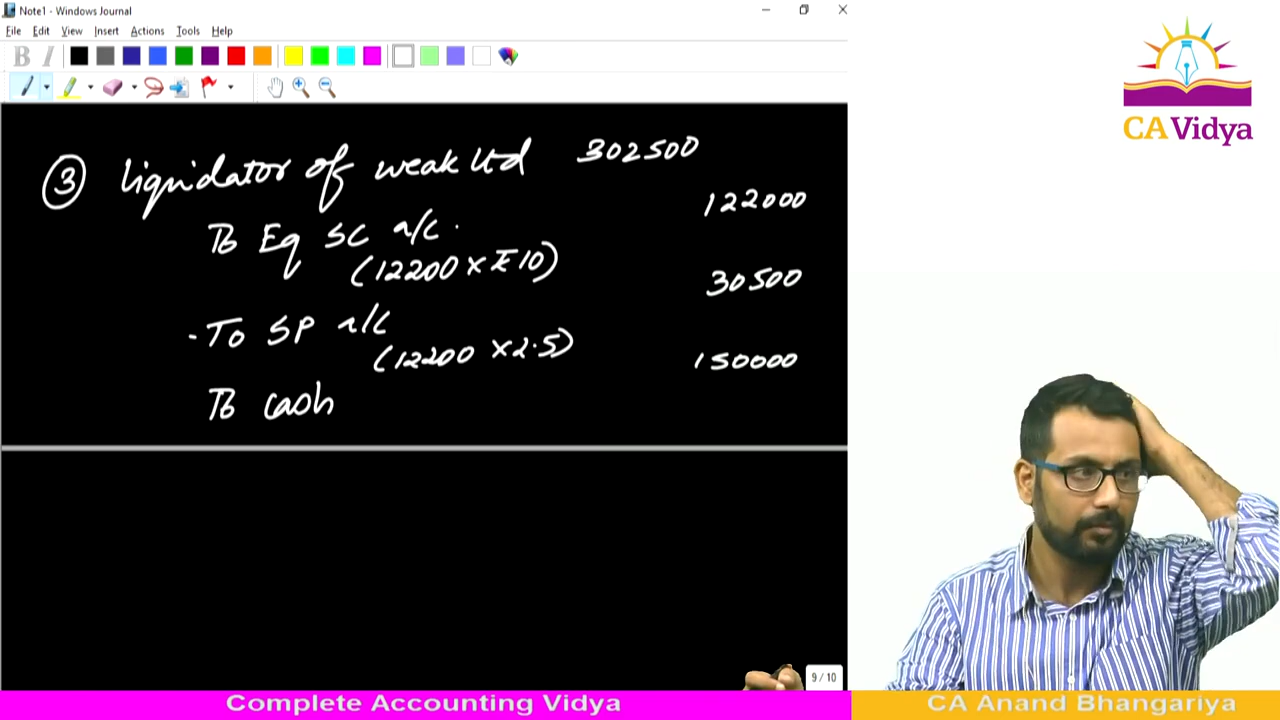 Note1 - Windows Journal
File Edit View Insert Actions Tools Help
B I
CA Vidya
③ Liquidator of weak Ltd 302500
To Eq SC a/c. 122000
(12200 x ₹10)
- To SP a/c 30500
(12200 x 2.5)
To cash 150000
9 / 10
Complete Accounting Vidya
CA Anand Bhangariya